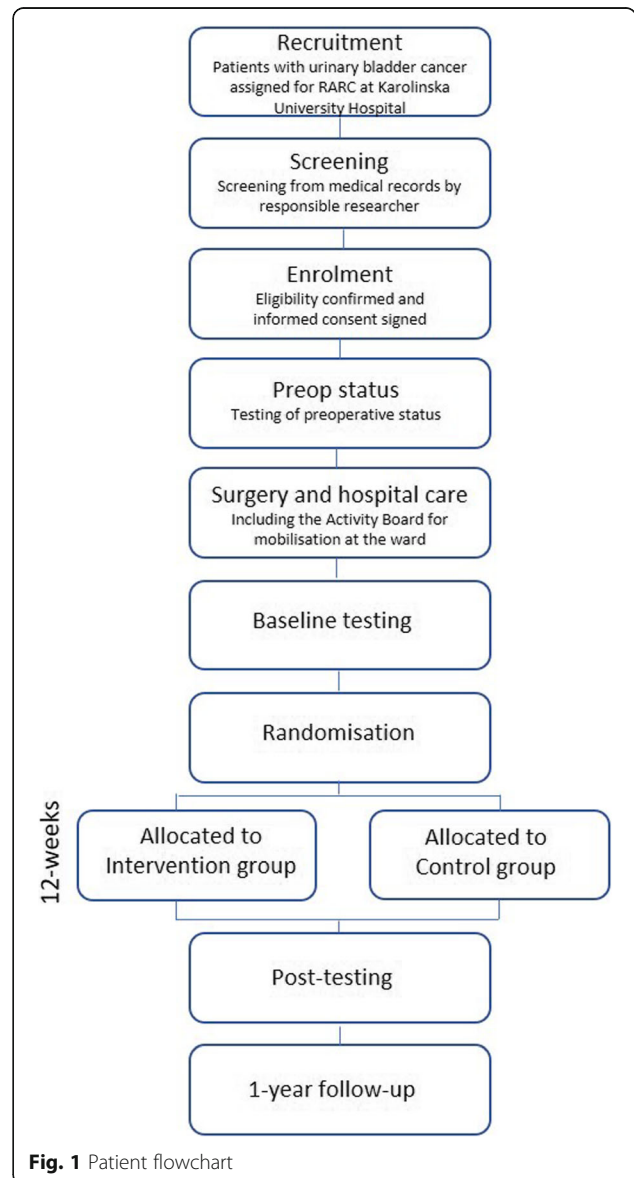 Recruitment
Patients with urinary bladder cancer
assigned for RARC at Karolinska
University Hospital
Screening
Screening from medical records by
responsible researcher
Enrolment
Eligibility confirmed and
informed consent signed
Preop status
Testing of preoperative status
Surgery and hospital care
Including the Activity Board for
mobilisation at the ward
Baseline testing
Randomisation
12-weeks
Allocated to
Intervention group
Allocated to
Control group
Post-testing
1-year follow-up
Fig. 1 Patient flowchart